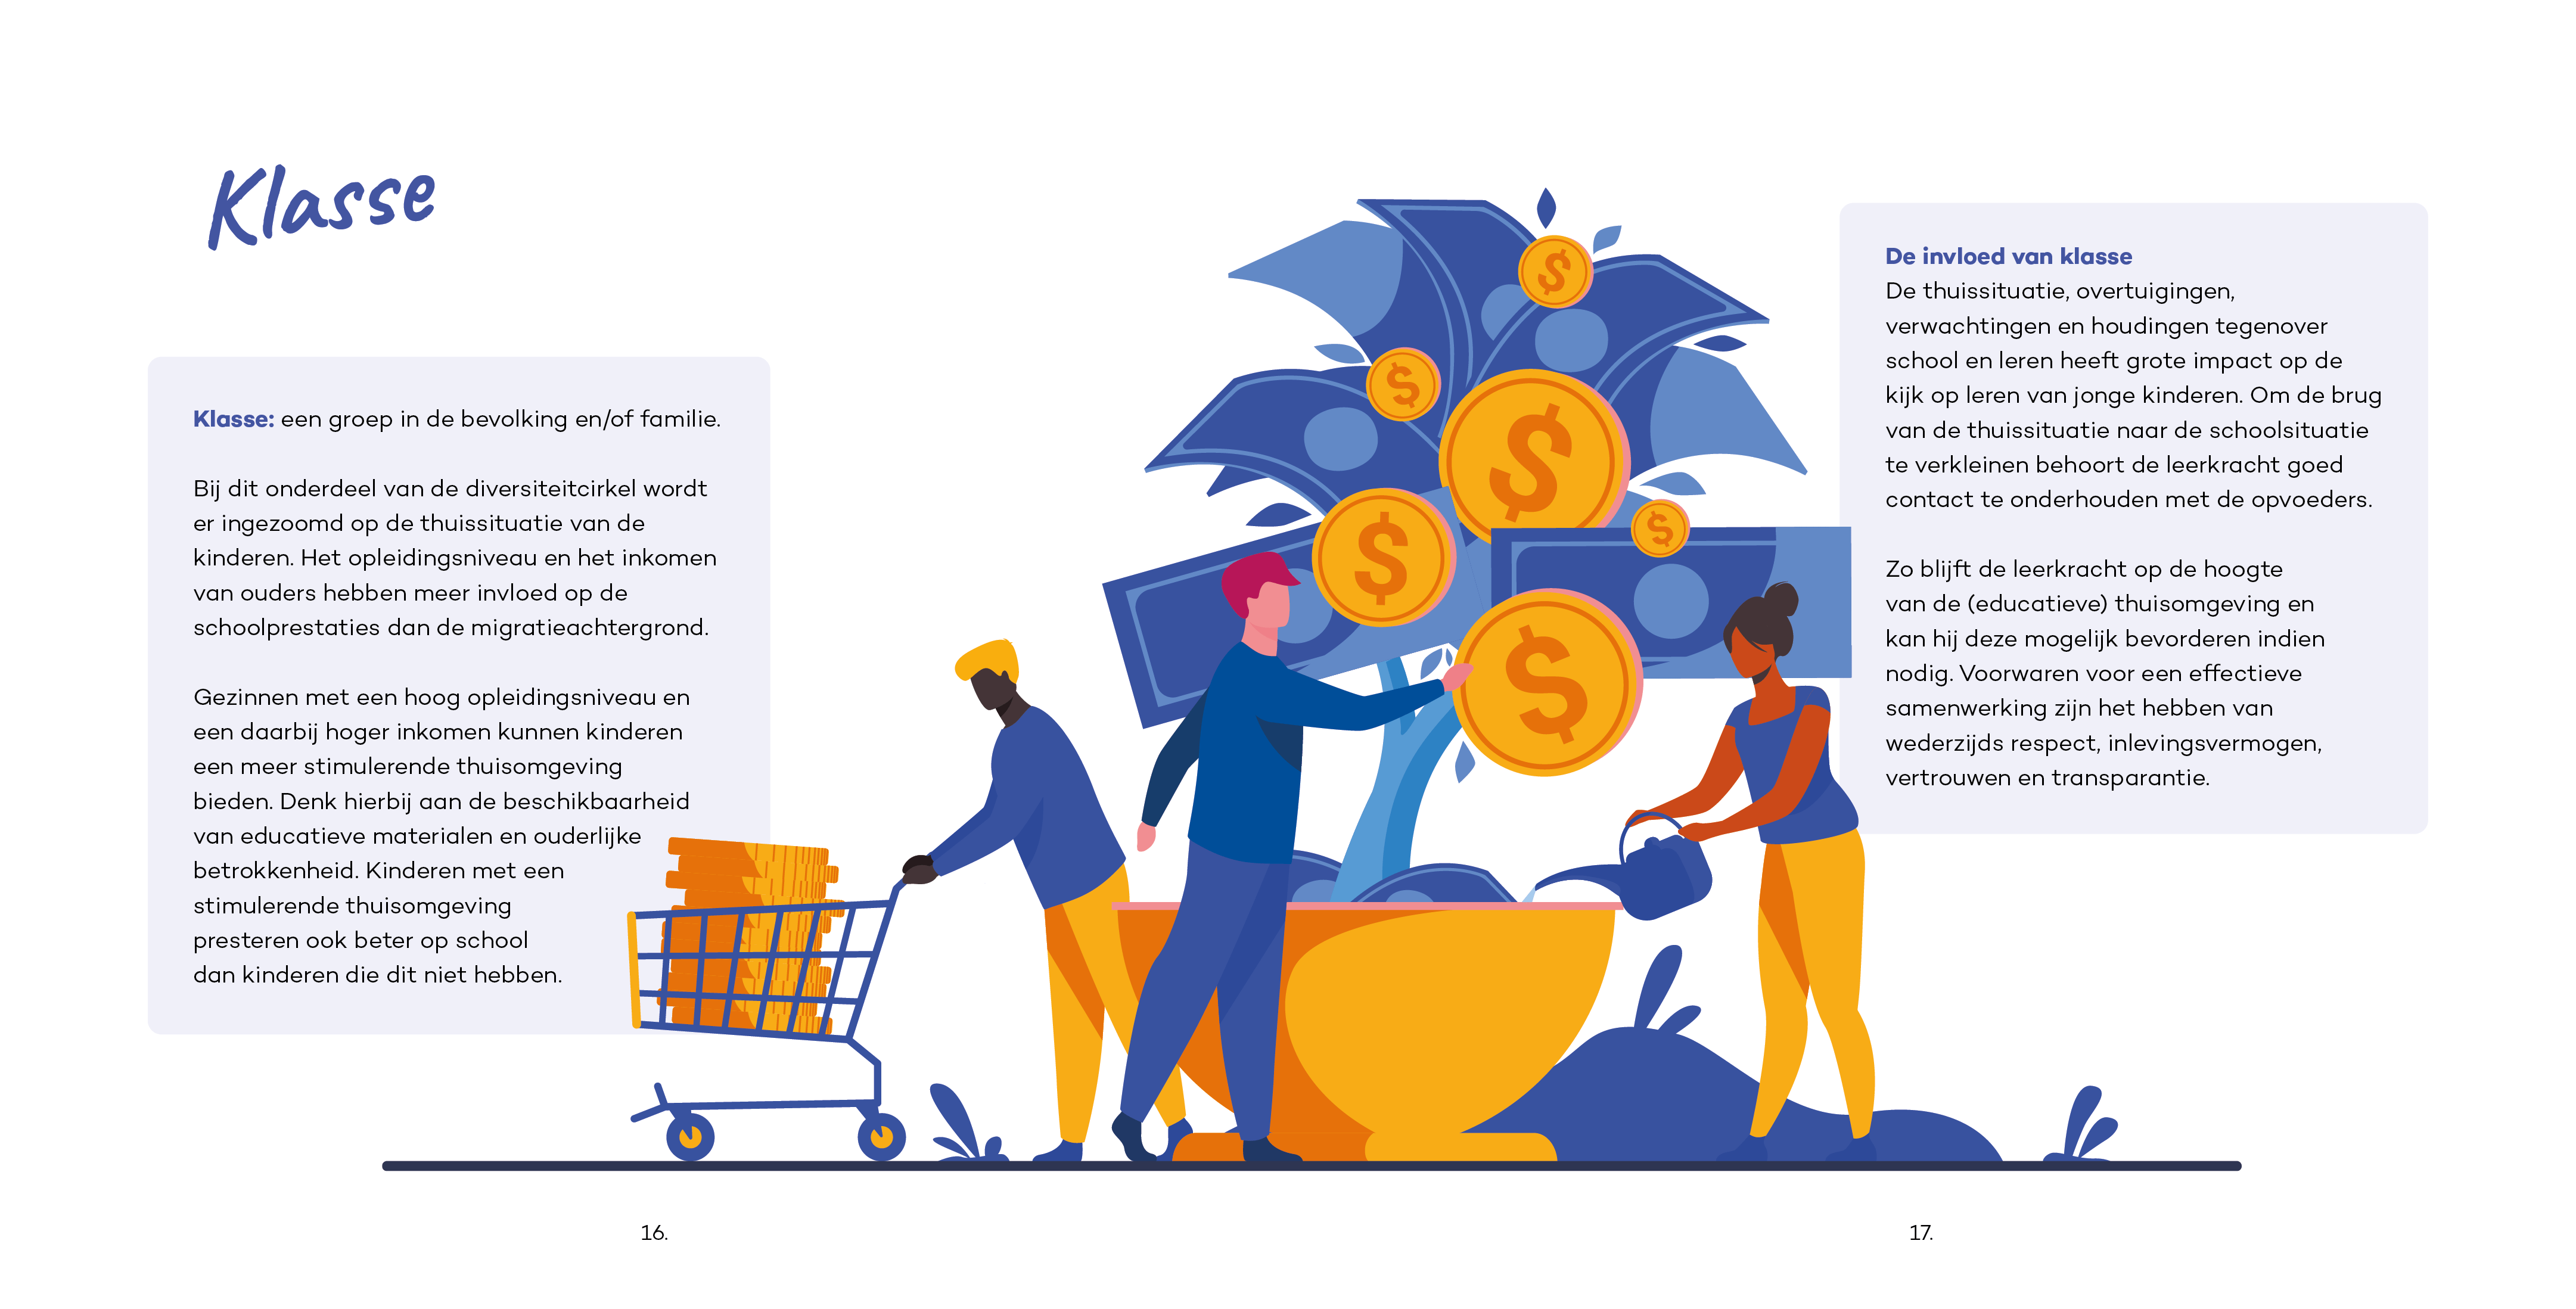 Klasse
Klasse: een groep in de bevolking en/of familie.
Bij dit onderdeel van de diversiteitcirkel wordt
er ingezoomd op de thuissituatie van de
kinderen. Het opleidingsniveau en het inkomen
van ouders hebben meer invloed op de
schoolprestaties dan de migratieachtergrond.
Gezinnen met een hoog opleidingsniveau en
een daarbij hoger inkomen kunnen kinderen
een meer stimulerende thuisomgeving
bieden. Denk hierbij aan de beschikbaarheid
van educatieve materialen en ouderlijke
betrokkenheid. Kinderen met een
stimulerende thuisomgeving
presteren ook beter op school
dan kinderen die dit niet hebben.
16.
$
$
$
$
$
$
De invloed van klasse
De thuissituatie, overtuigingen,
verwachtingen en houdingen tegenover
school en leren heeft grote impact op de
kijk op leren van jonge kinderen. Om de brug
van de thuissituatie naar de schoolsituatie
te verkleinen behoort de leerkracht goed
contact te onderhouden met de opvoeders.
Zo blijft de leerkracht op de hoogte
van de (educatieve) thuisomgeving en
kan hij deze mogelijk bevorderen indien
nodig. Voorwaren voor een effectieve
samenwerking zijn het hebben van
wederzijds respect, inlevingsvermogen,
vertrouwen en transparantie.
17.